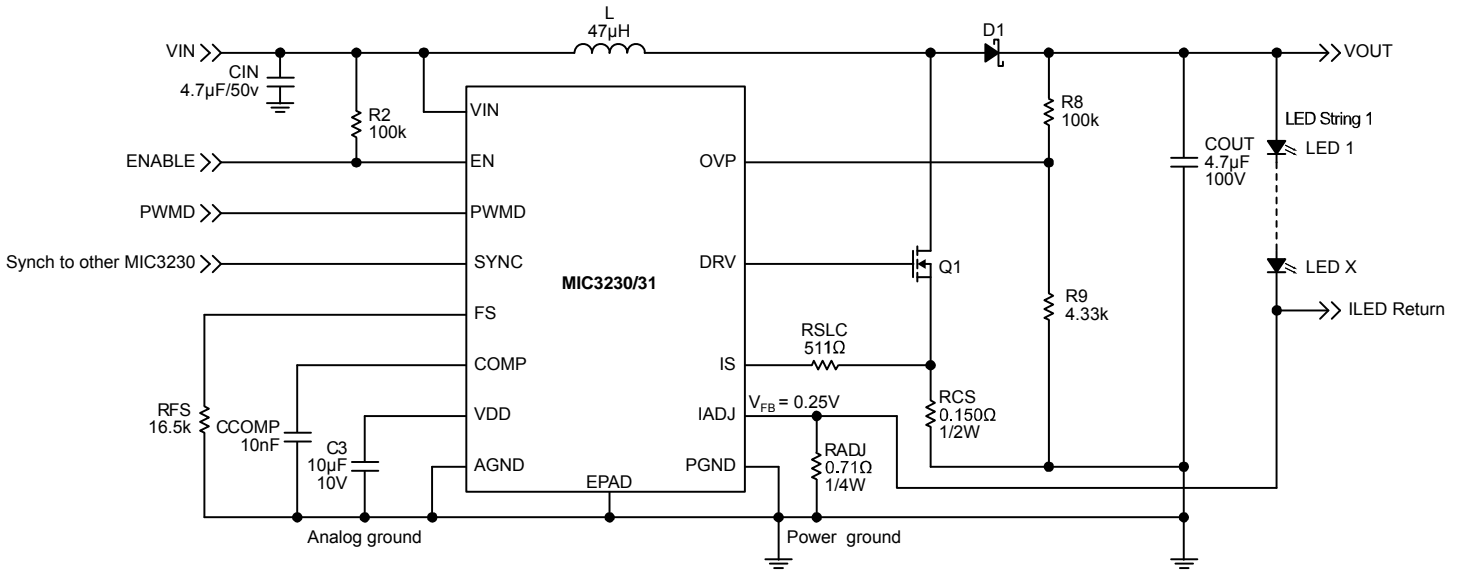 L
47µH
D1
VIN
VOUT
CIN
4.7µF/50v
R2
100k
VIN
R8
100k
LED String 1
LED 1
COUT
4.7µF
100V
ENABLE
EN
OVP
PWMD
PWMD
Synch to other MIC3230
SYNC
DRV
Q1
LED X
MIC3230/31
R9
4.33k
FS
ILED Return
RSLC
511Ω
COMP
IS
RFS
16.5k
CCOMP
10nF
C3
10µF
10V
VDD
IADJ
VFB = 0.25V
RCS
0.150Ω
1/2W
RADJ
0.71Ω
1/4W
AGND
PGND
EPAD
Analog ground
Power ground